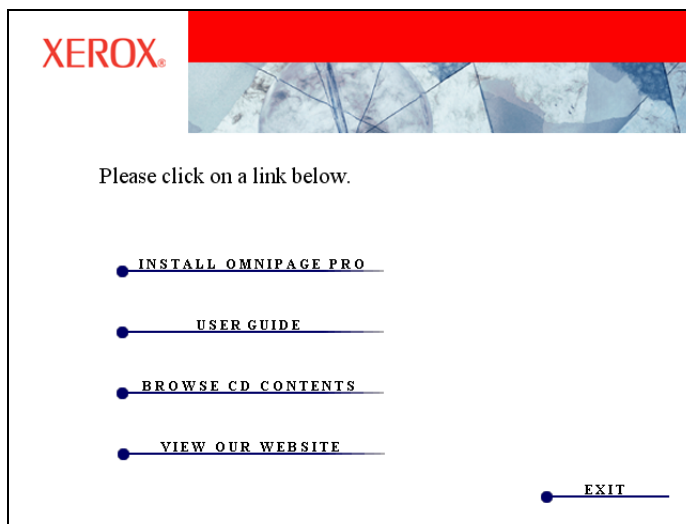 XEROX®
Please click on a link below.
INSTALL OMNIPAGE PRO
USER GUIDE
BROWSE CD CONTENTS
VIEW OUR WEBSITE
EXIT